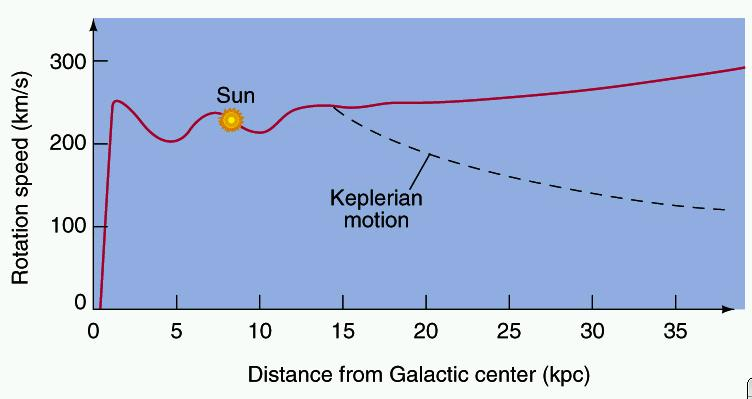 Rotation speed (km/s)
300
200
100
0
Sun
Keplerian
motion
0 5 10 15 20 25 30 35
Distance from Galactic center (kpc)